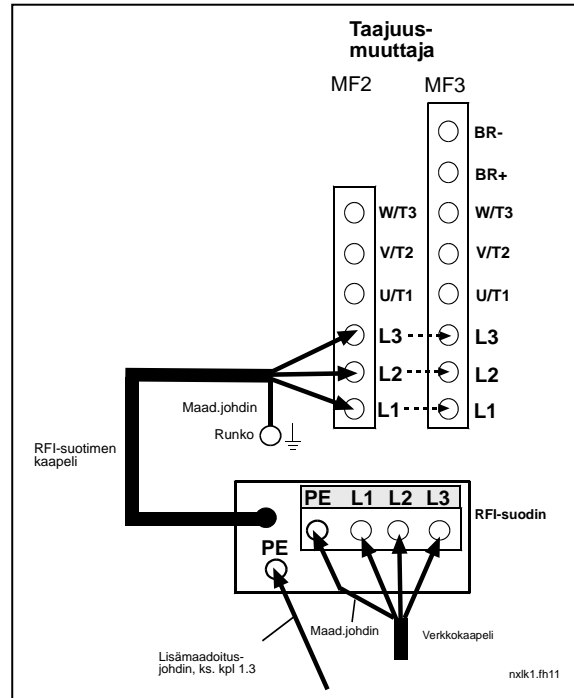 Taajuus-
muuttaja
MF2
MF3
BR-
BR+
W/T3
W/T3
V/T2
V/T2
U/T1
U/T1
L3
L3
L2
L2
L1
L1
Maad.johdin
Runko
RFI-suotimen
kaapeli
PE L1 L2 L3
RFI-suodin
PE
Maad.johdin
Verkkokaapeli
Lisämaadoitus-
johdin, ks. kpl 1.3
nxlk1.fh11